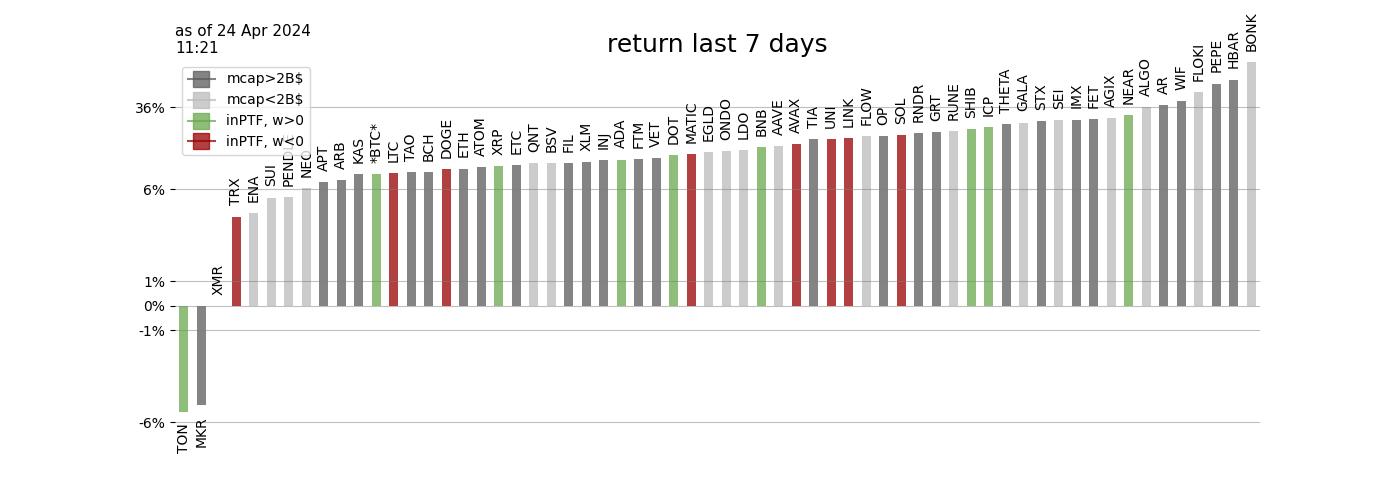 as of 24 Apr 2024
11:21
return last 7 days
mcap>2B$
mcap<2B$
inPTF, w>0
inPTF, w<0
36%
6%
1%
0%
-1%
-6%
TON
MKR
XMR
TRX
ENA
SUI
PENDLE
NEO
APT
ARB
KAS
*BTC*
LTC
TAO
BCH
DOGE
ETH
ATOM
XRP
ETC
QNT
BSV
FIL
XLM
INJ
ADA
FTM
VET
DOT
MATIC
EGLD
ONDO
LDO
BNB
AAVE
AVAX
TIA
UNI
LINK
FLOW
OP
SOL
RNDR
GRT
RUNE
SHIB
ICP
THETA
GALA
STX
SEI
IMX
FET
AGIX
NEAR
ALGO
AR
WIF
FLOKI
PEPE
HBAR
BONK